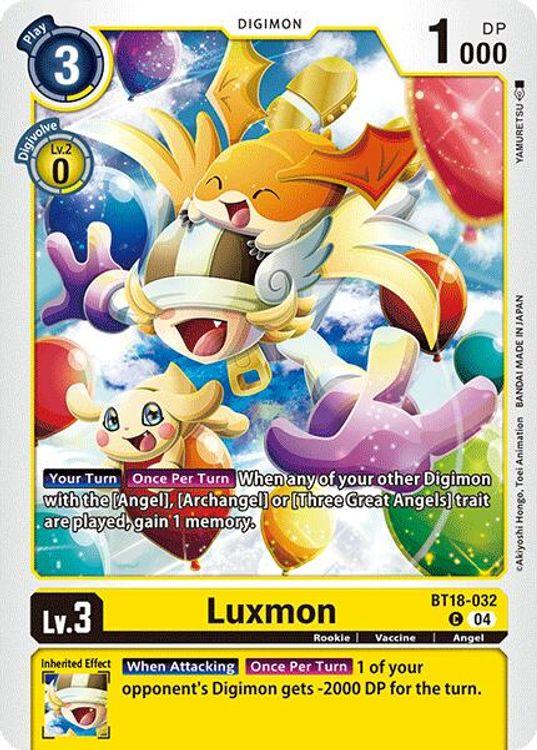 DIGIMON
Play
3
DP
1000
Digivolve
Lv.2
0
YAMURETSU
Your Turn Once Per Turn When any of your other Digimon
with the [Angel], [Archangel] or [Three Great Angels] trait
are played, gain 1 memory.
©Akiyoshi Hongo, Toei Animation BANDAI MADE IN JAPAN
Lv.3
Luxmon
BT18-032
C 04
Rookie | Vaccine | Angel
Inherited Effect
When Attacking Once Per Turn 1 of your
opponent's Digimon gets -2000 DP for the turn.